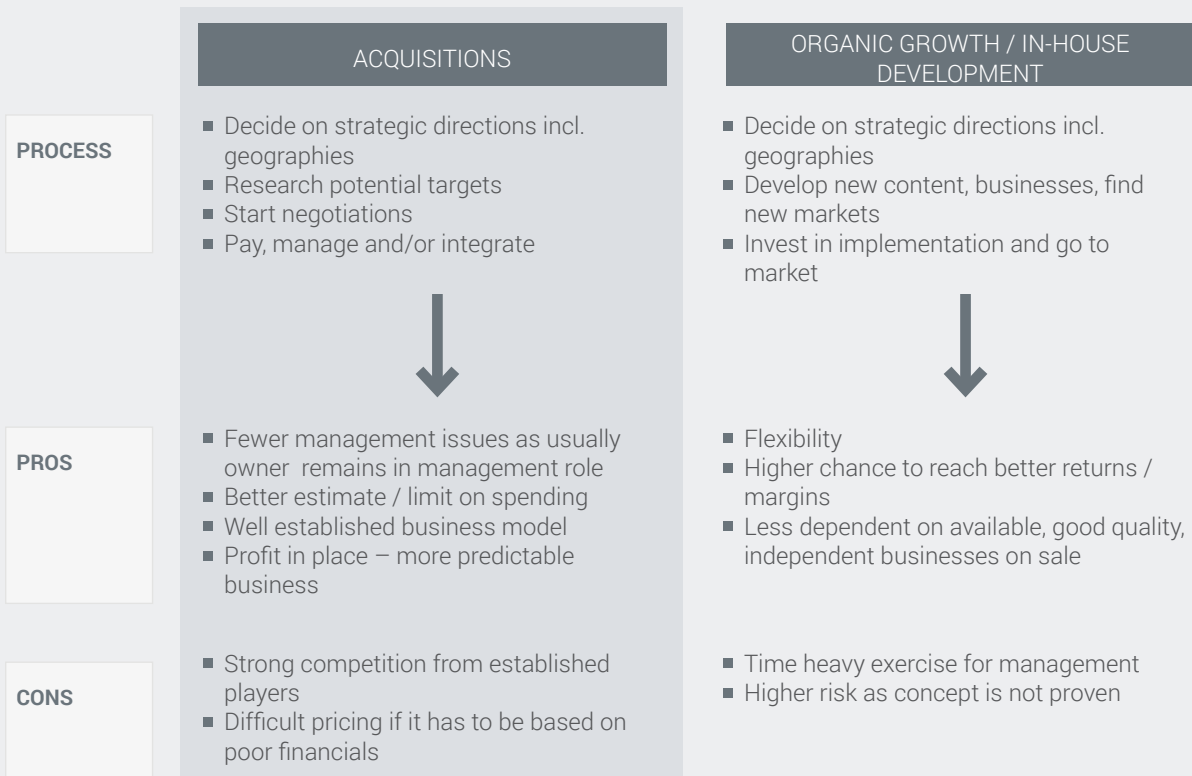 ACQUISITIONS
ORGANIC GROWTH / IN-HOUSE
DEVELOPMENT
PROCESS
■ Decide on strategic directions incl.
geographies
■ Research potential targets
■ Start negotiations
■ Pay, manage and/or integrate
■ Decide on strategic directions incl.
geographies
■ Develop new content, businesses, find
new markets
■ Invest in implementation and go to
market
PROS
■ Fewer management issues as usually
owner remains in management role
■ Better estimate / limit on spending
■ Well established business model
■ Profit in place – more predictable
business
■ Flexibility
■ Higher chance to reach better returns /
margins
■ Less dependent on available, good quality,
independent businesses on sale
CONS
■ Strong competition from established
players
■ Difficult pricing if it has to be based on
poor financials
■ Time heavy exercise for management
■ Higher risk as concept is not proven